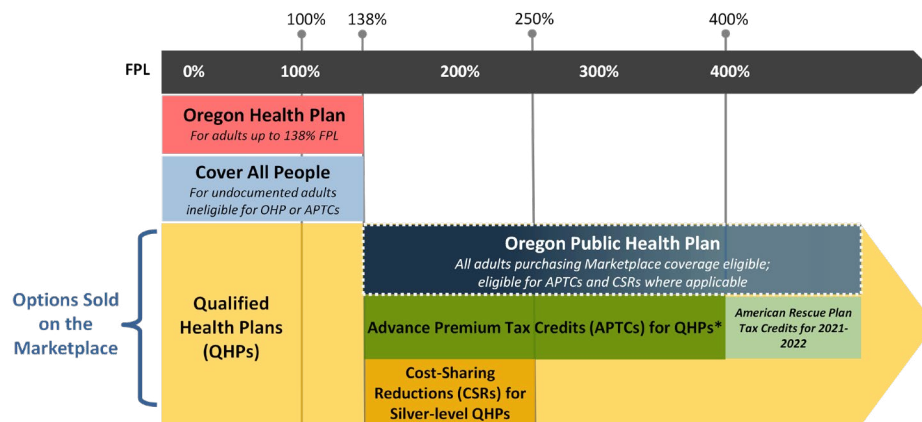 100%
138%
250%
400%
FPL
0%
100%
200%
300%
400%
Oregon Health Plan
For adults up to 138% FPL
Cover All People
For undocumented adults
ineligible for OHP or APTCs
Oregon Public Health Plan
All adults purchasing Marketplace coverage eligible;
eligible for APTCs and CSRs where applicable
Options Sold
on the
Marketplace
Qualified
Health Plans
(QHPs)
Advance Premium Tax Credits (APTCs) for QHPs*
American Rescue Plan
Tax Credits for 2021-
2022
Cost-Sharing
Reductions (CSRs) for
Silver-level QHPs